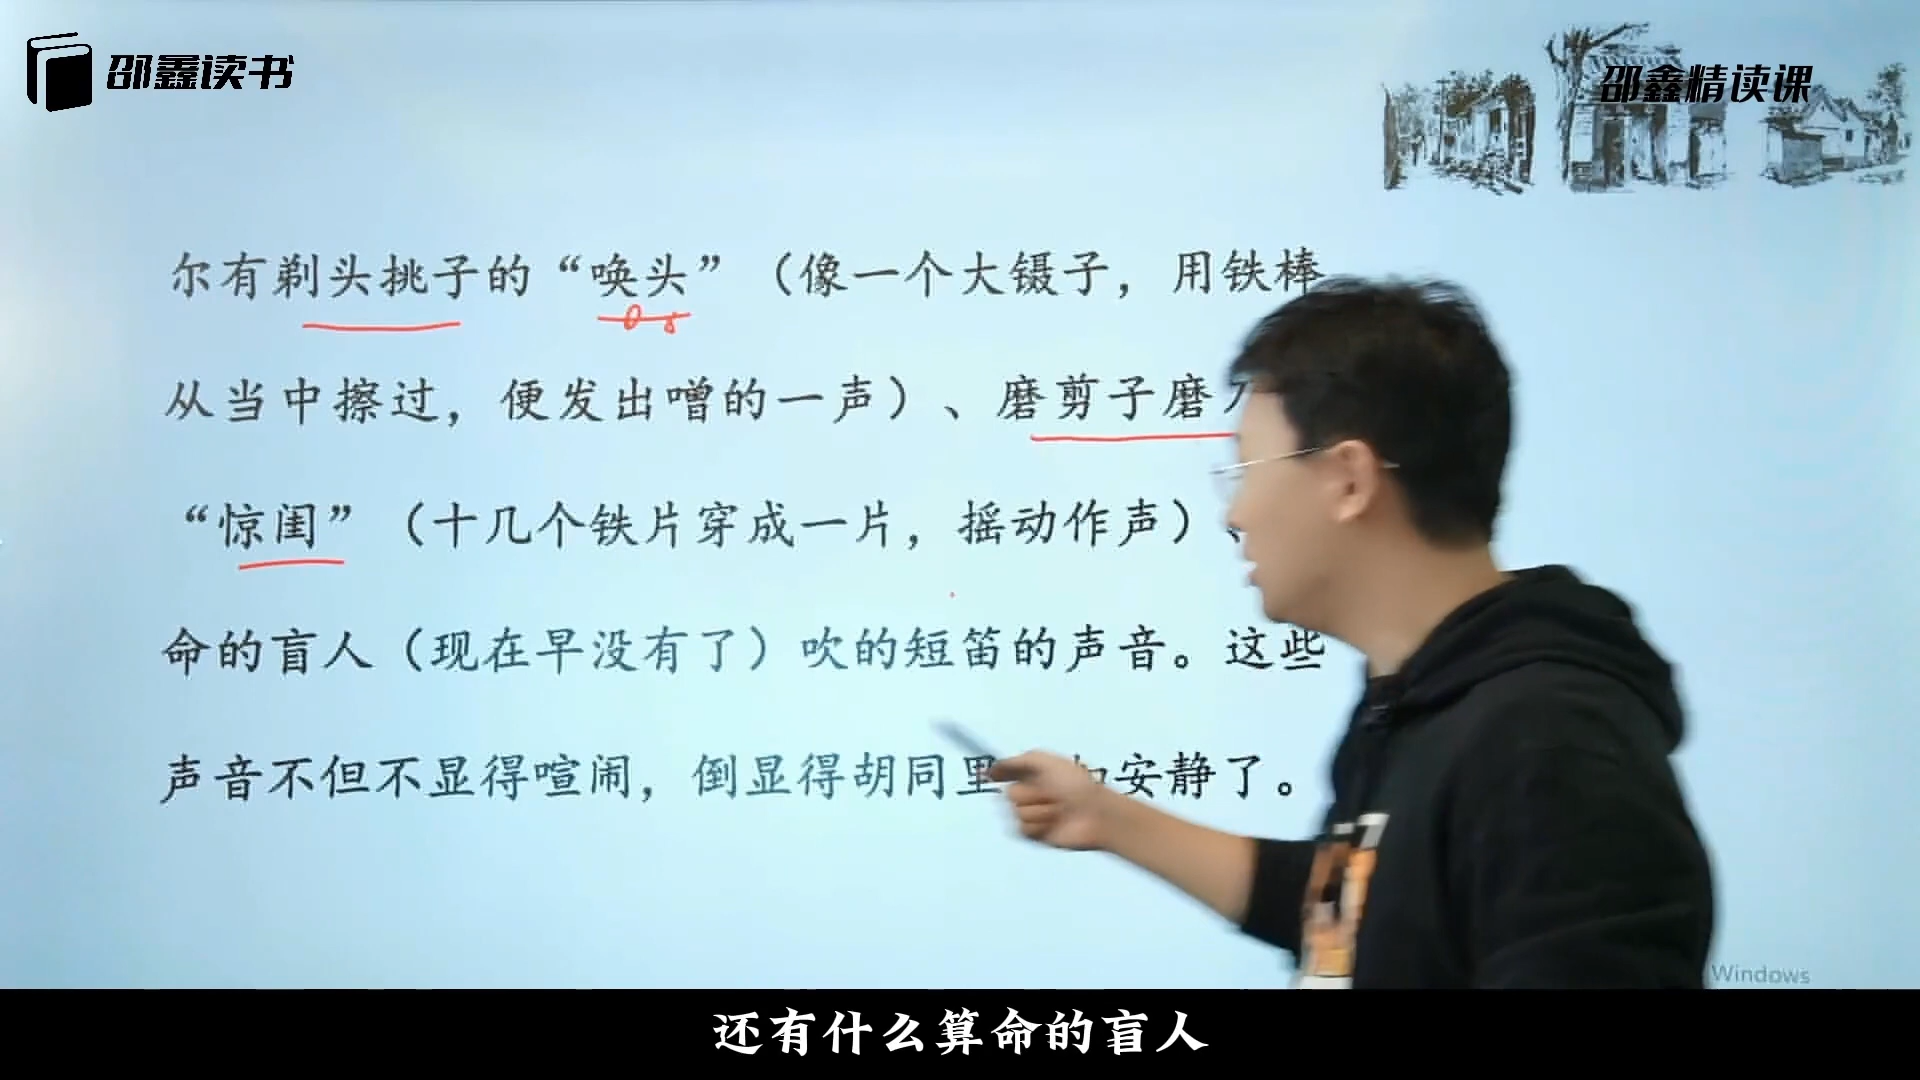 邵鑫读书
邵鑫精读课
尔有剃头挑子的“唤头”（像一个大镊子，用铁棒
从当中擦过，便发出噌的一声）、磨剪子磨
“惊闺”（十几个铁片穿成一片，摇动作声）、
命的盲人（现在早没有了）吹的短笛的声音。这些
声音不但不显得喧闹，倒显得胡同里 安静了。
Windows
还有什么算命的盲人